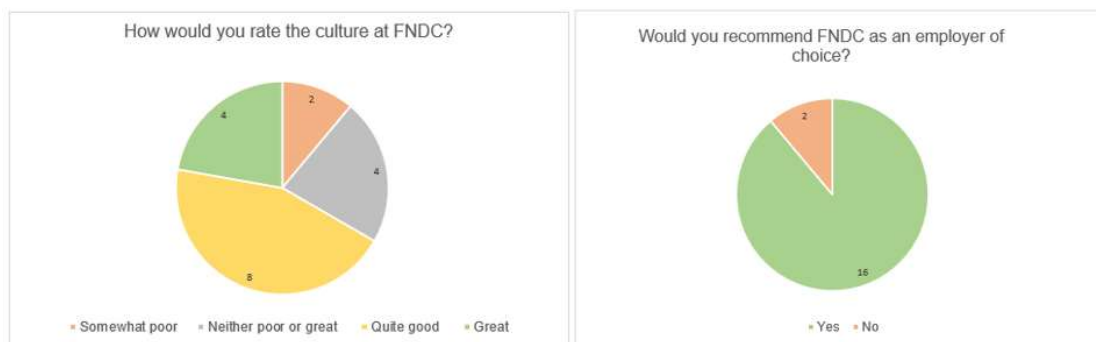 How would you rate the culture at FNDC?
2
4
8
4
Somewhat poor Neither poor or great Quite good Great
Would you recommend FNDC as an employer of
choice?
2
16
Yes No